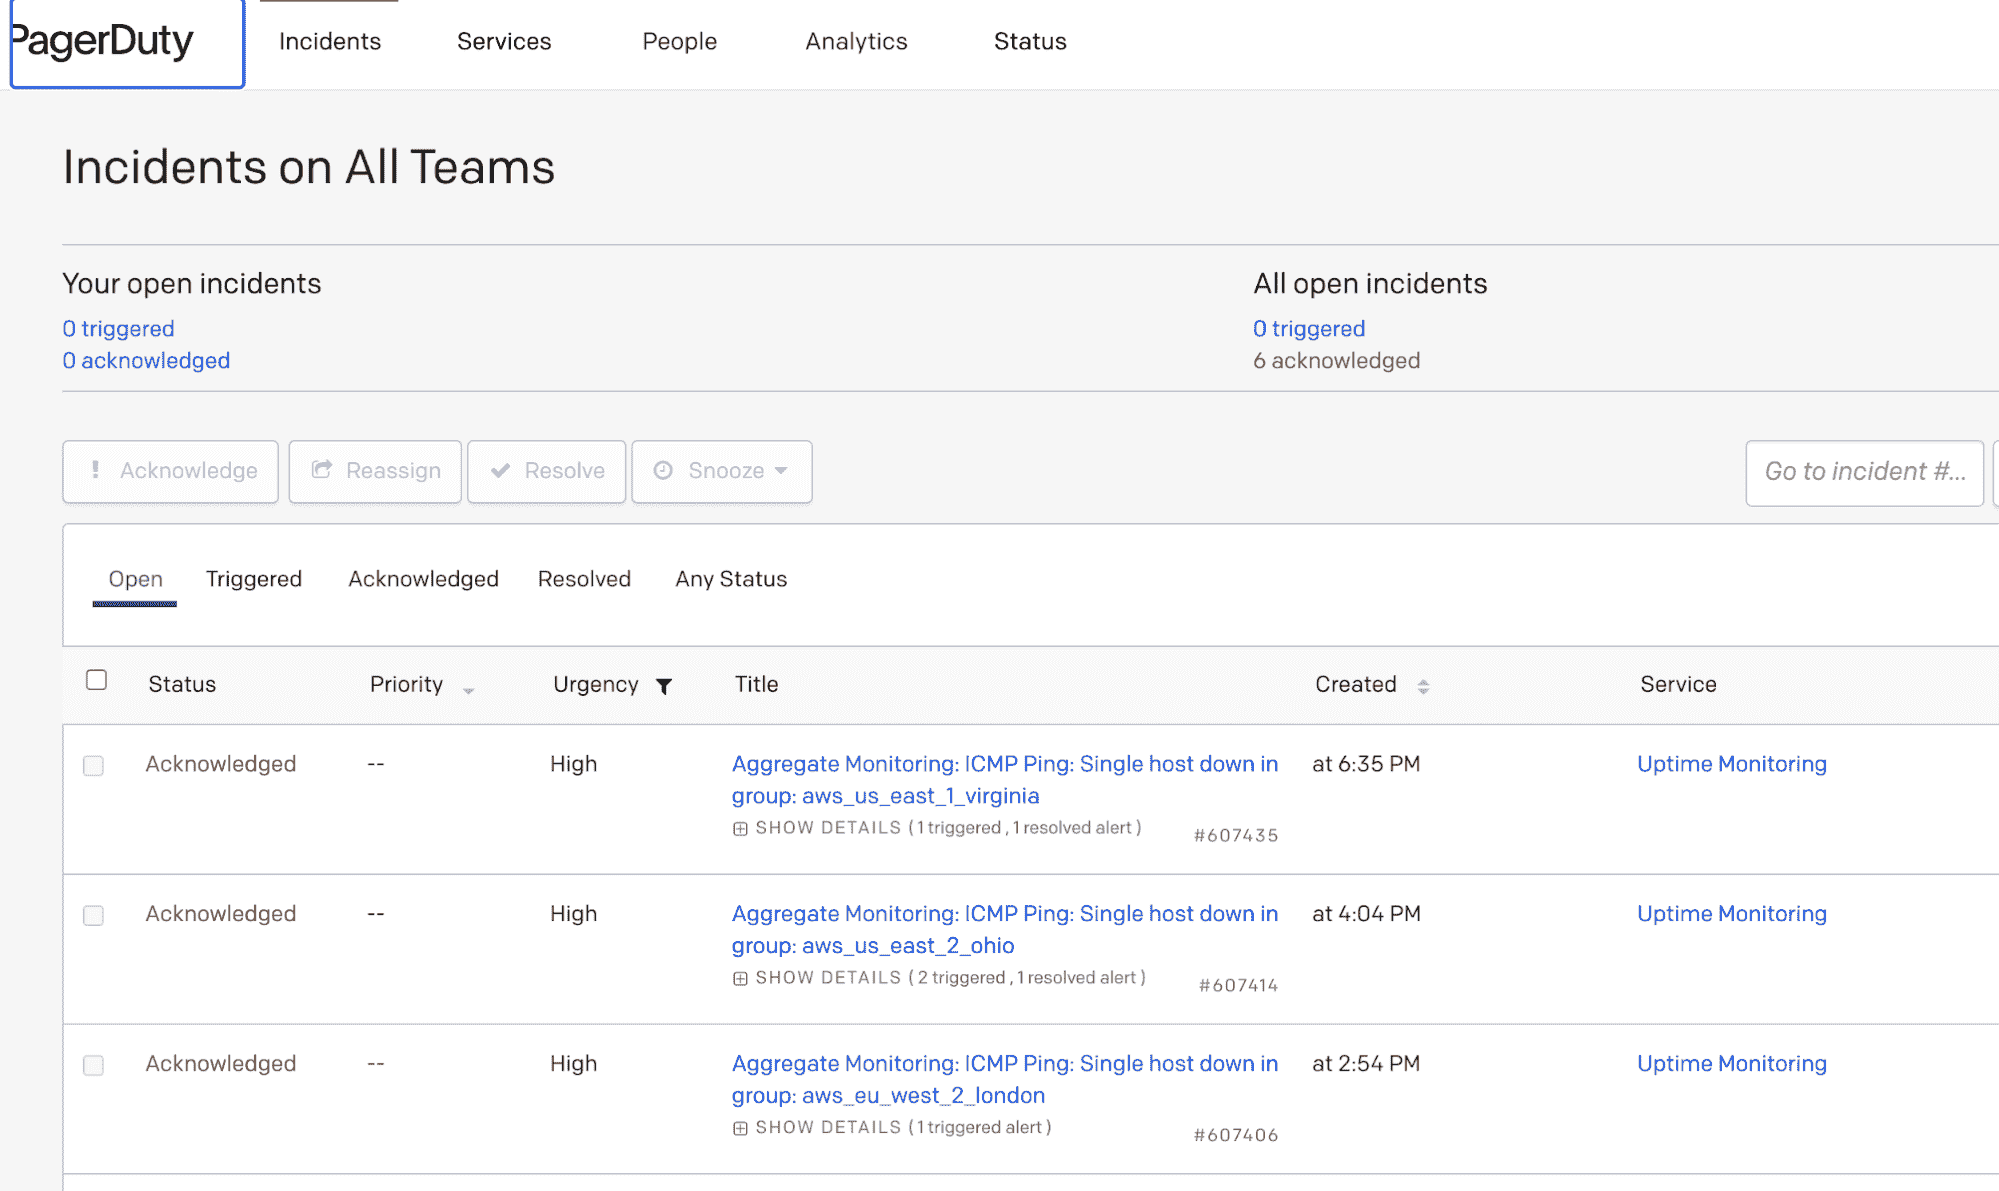 PagerDuty
Incidents Services People Analytics Status
Incidents on All Teams
Your open incidents
0 triggered
0 acknowledged
All open incidents
0 triggered
6 acknowledged
Acknowledge Reassign Resolve Snooze
Go to incident #...
Open Triggered Acknowledged Resolved Any Status
Status Priority Urgency Title Created Service
Acknowledged -- High Aggregate Monitoring: ICMP Ping: Single host down in at 6:35 PM Uptime Monitoring
group: aws_us_east_1_virginia
SHOW DETAILS (1 triggered, 1 resolved alert)
#607435
Acknowledged -- High Aggregate Monitoring: ICMP Ping: Single host down in at 4:04 PM Uptime Monitoring
group: aws_us_east_2_ohio
SHOW DETAILS (2 triggered, 1 resolved alert)
#607414
Acknowledged -- High Aggregate Monitoring: ICMP Ping: Single host down in at 2:54 PM Uptime Monitoring
group: aws_eu_west_2_london
SHOW DETAILS (1 triggered alert)
#607406